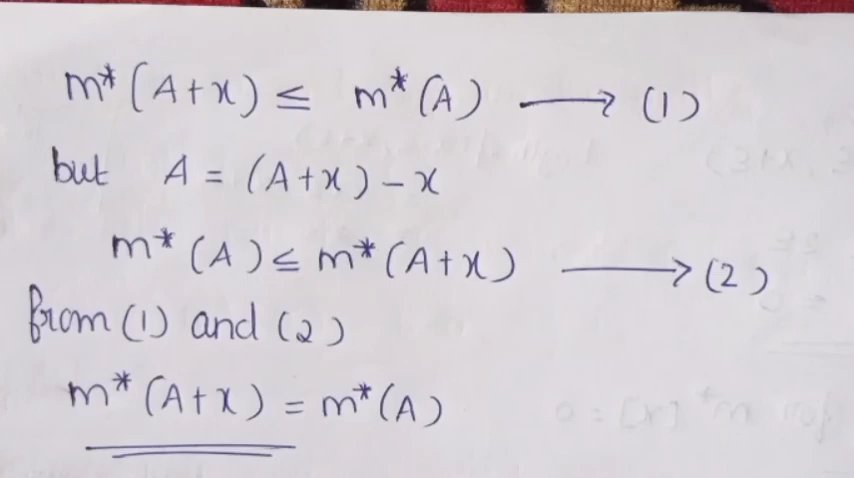 m* (A+x) ≤ m* (A) ⟶ (1)
but A = (A+x) - x
m* (A) ≤ m* (A+x) ⟶ (2)
from (1) and (2)
m* (A+x) = m* (A)